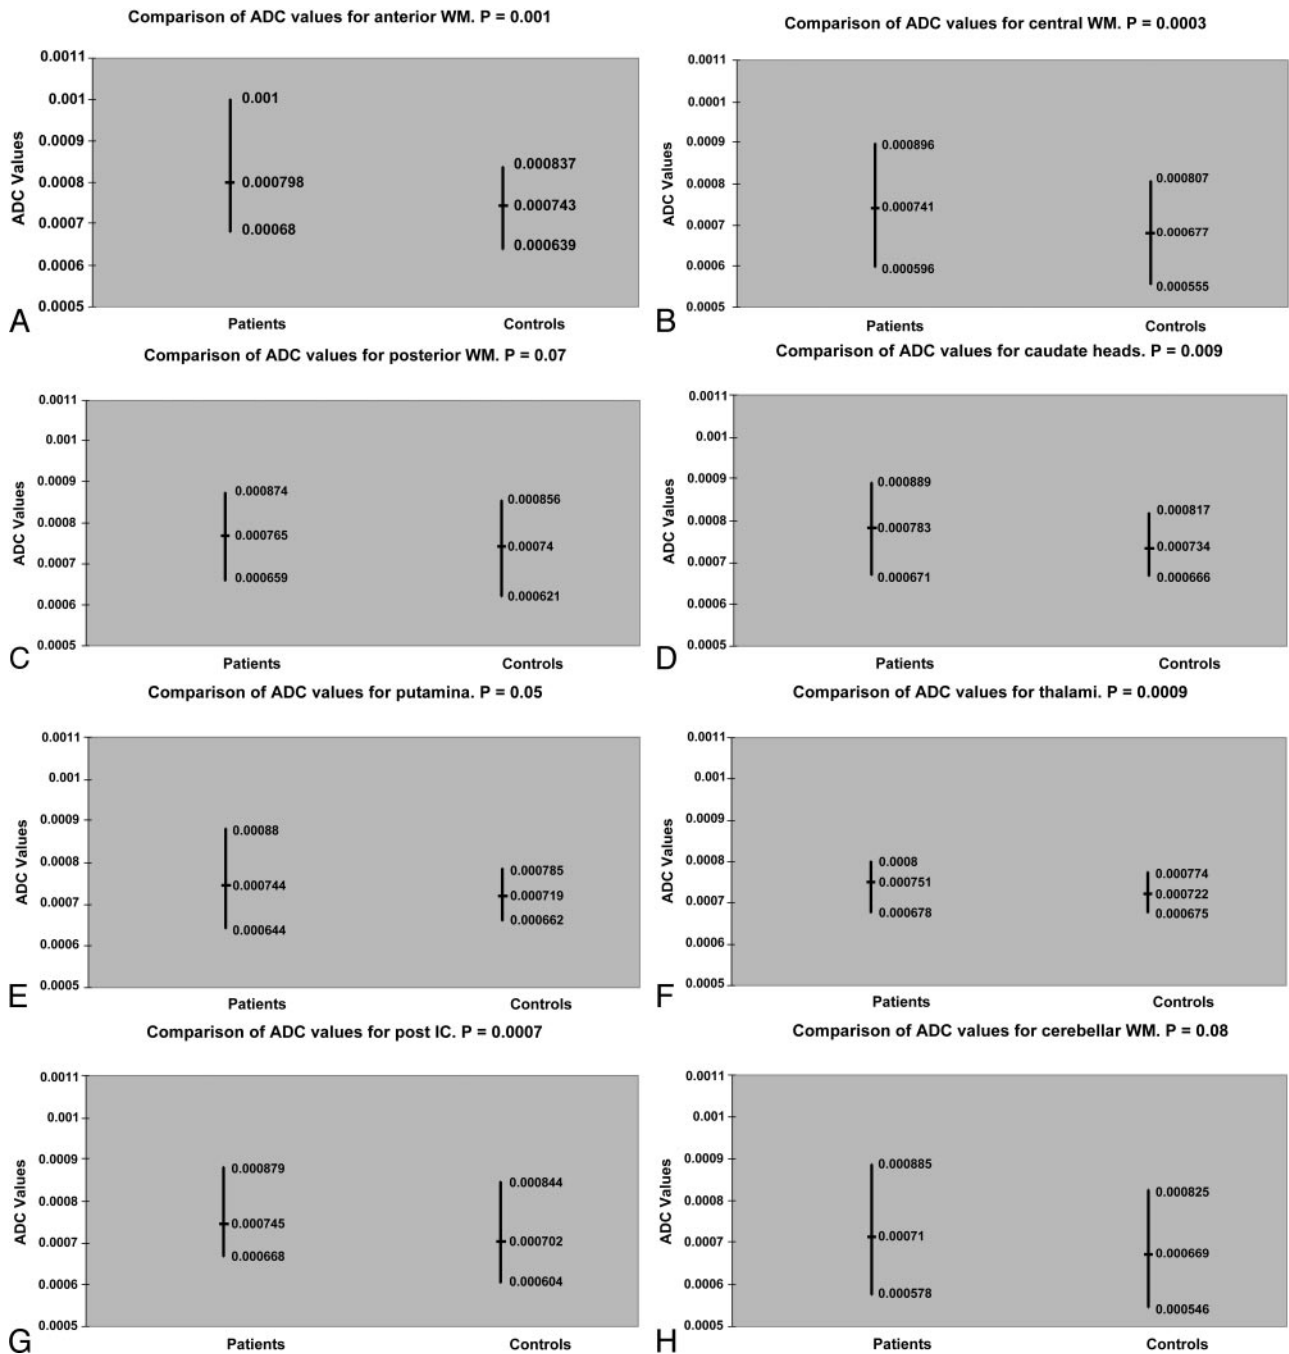 Comparison of ADC values for anterior WM. P = 0.001
0.0011
0.001
0.0009
0.0008
0.0007
0.0006
0.0005
ADC Values
0.001
0.000798
0.00068
0.000837
0.000743
0.000639
A
Patients
Controls
Comparison of ADC values for central WM. P = 0.0003
0.0011
0.0001
0.0009
0.0008
0.0007
0.0006
0.0005
ADC Values
0.000896
0.000741
0.000596
0.000807
0.000677
0.000555
B
Patients
Controls
Comparison of ADC values for posterior WM. P = 0.07
0.0011
0.001
0.0009
0.0008
0.0007
0.0006
0.0005
ADC Values
0.000874
0.000765
0.000659
0.000856
0.00074
0.000621
C
Patients
Controls
Comparison of ADC values for caudate heads. P = 0.009
0.0011
0.001
0.0009
0.0008
0.0007
0.0006
0.0005
ADC Values
0.000889
0.000783
0.000671
0.000817
0.000734
0.000666
D
Patients
Controls
Comparison of ADC values for putamina. P = 0.05
0.0011
0.001
0.0009
0.0008
0.0007
0.0006
0.0005
ADC Values
0.00088
0.000744
0.000644
0.000785
0.000719
0.000662
E
Patients
Controls
Comparison of ADC values for thalami. P = 0.0009
0.0011
0.001
0.0009
0.0008
0.0007
0.0006
0.0005
ADC Values
0.0008
0.000751
0.000678
0.000774
0.000722
0.000675
F
Patients
Controls
Comparison of ADC values for post IC. P = 0.0007
0.0011
0.001
0.0009
0.0008
0.0007
0.0006
0.0005
ADC Values
0.000879
0.000745
0.000668
0.000844
0.000702
0.000604
G
Patients
Controls
Comparison of ADC values for cerebellar WM. P = 0.08
0.0011
0.001
0.0009
0.0008
0.0007
0.0006
0.0005
ADC Values
0.000885
0.00071
0.000578
0.000825
0.000669
0.000546
H
Patients
Controls